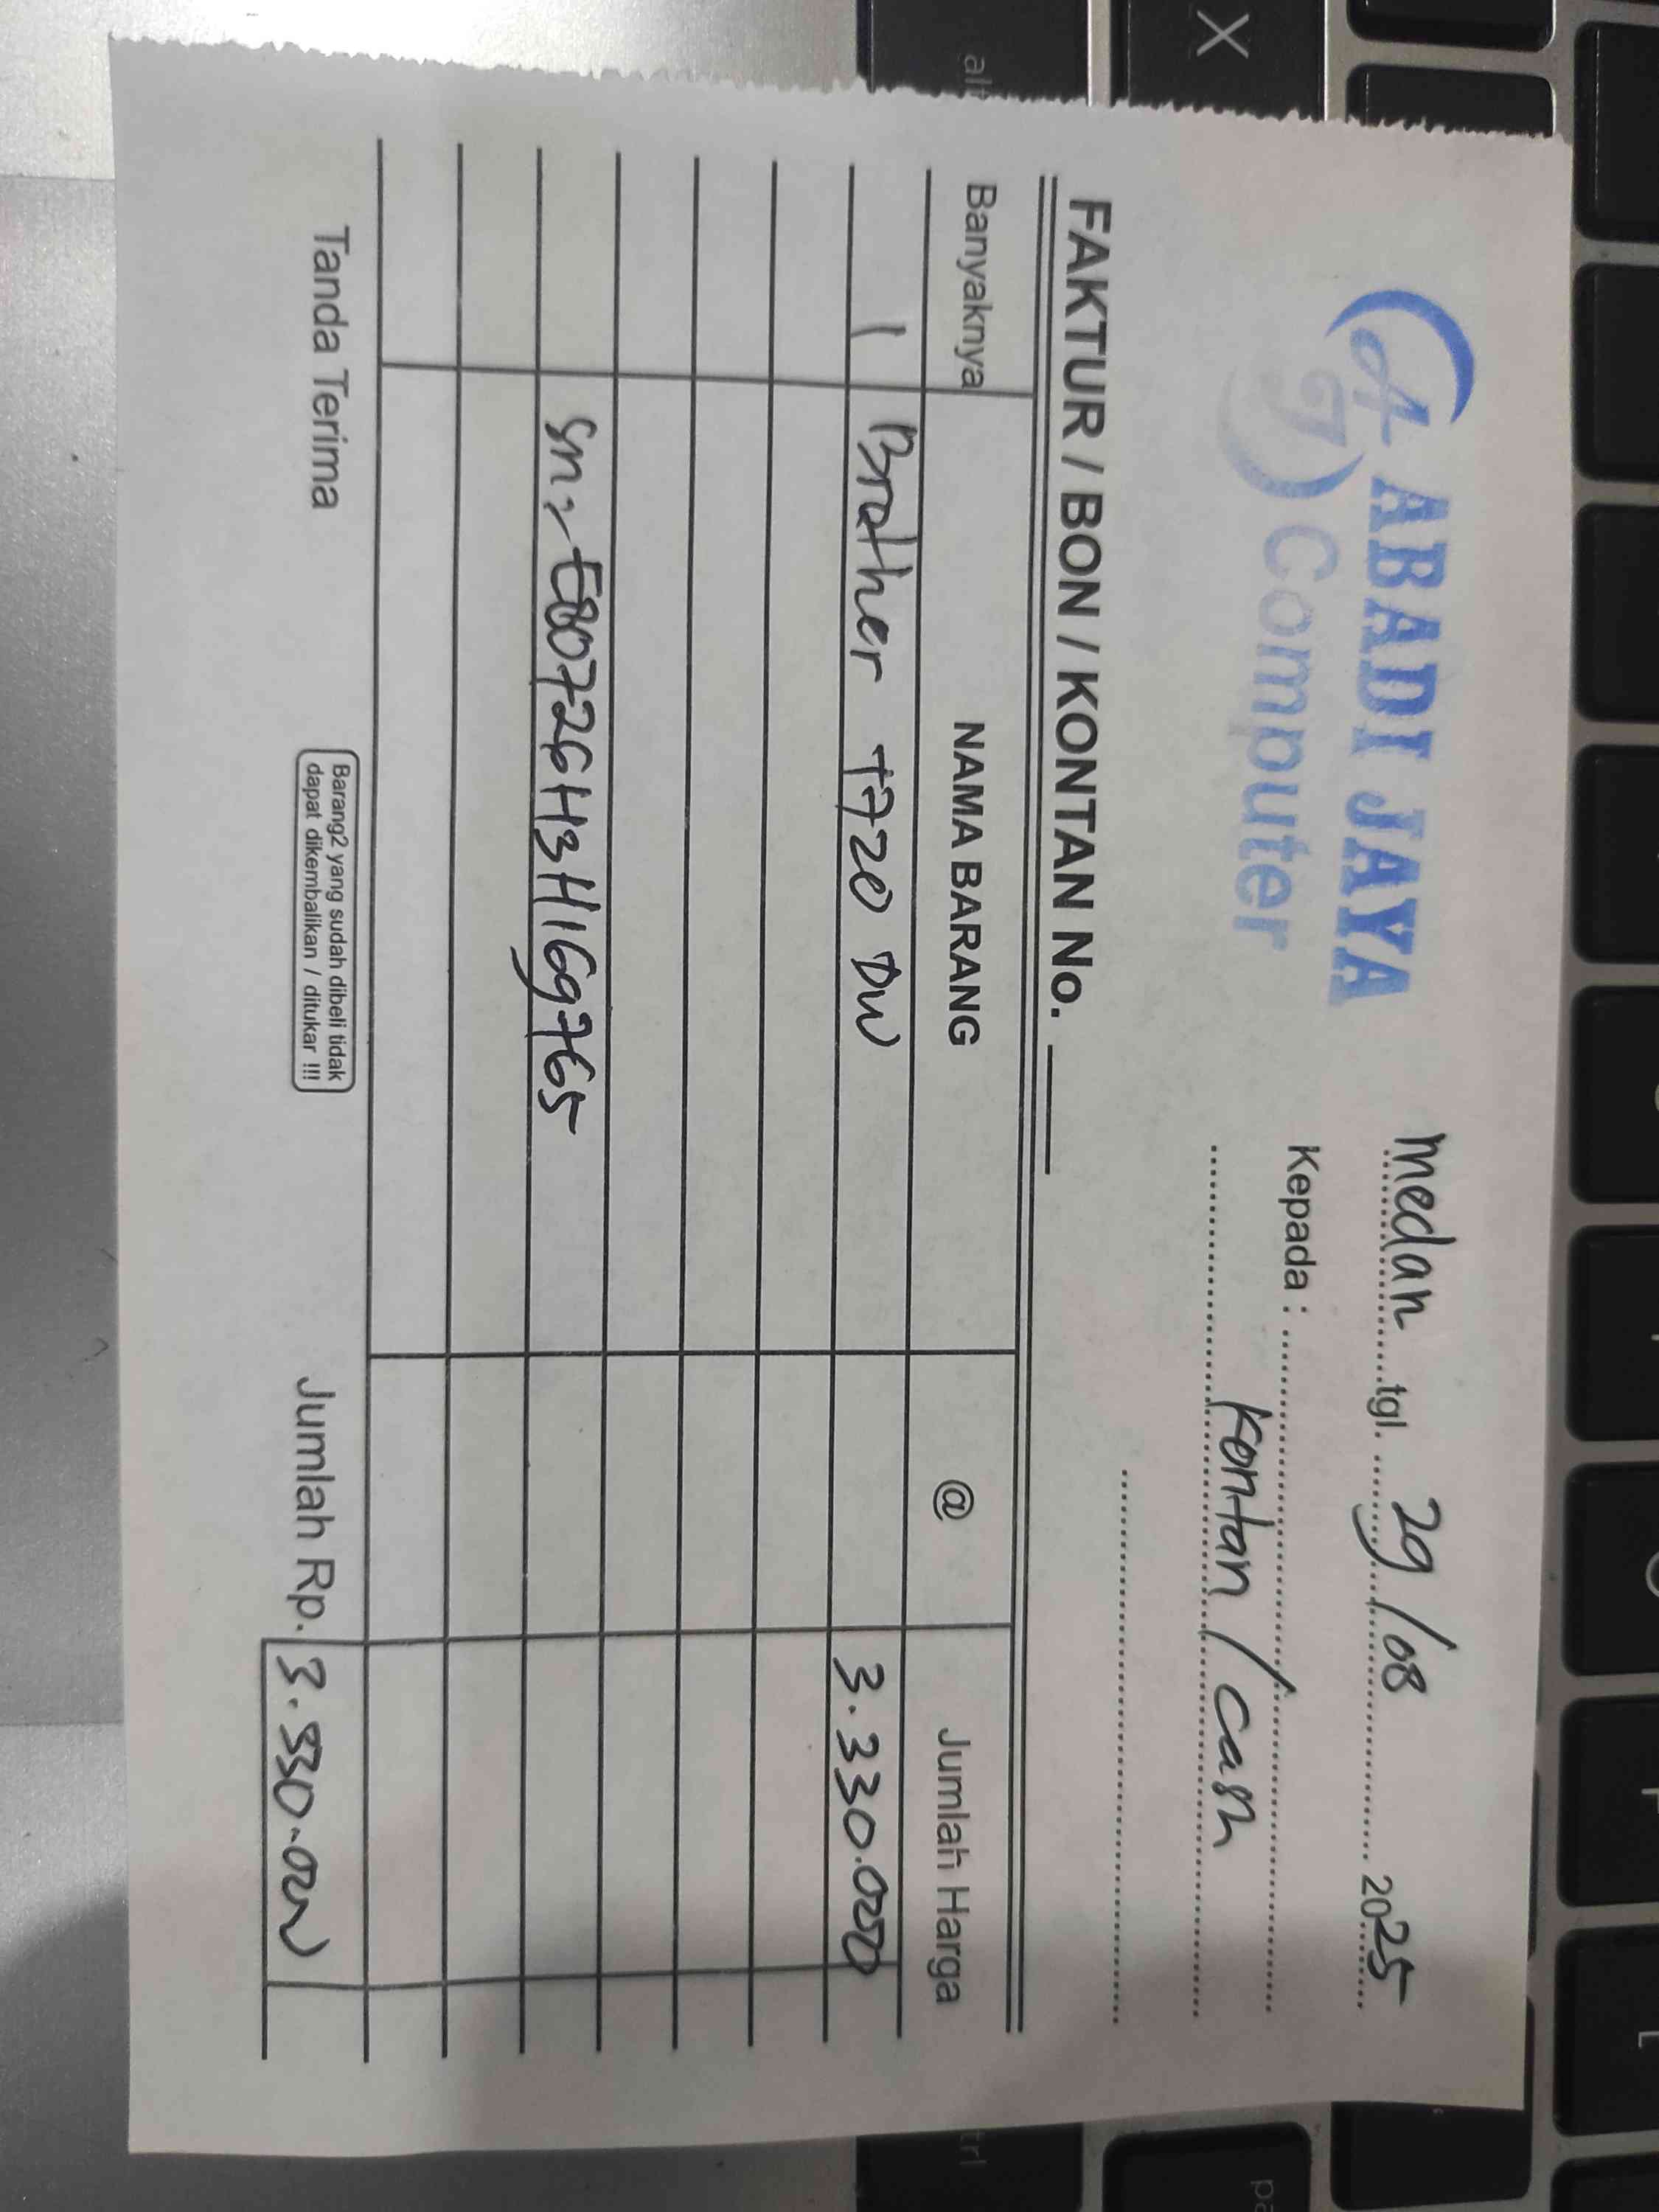 ABADI JAYA
Computer
medan tgl. 29/08 2025
Kepada :
Kontan / cash
FAKTUR / BON / KONTAN No.
Banyaknya NAMA BARANG @ Jumlah Harga
1 Brother T720 DW 3.330.000
Sn:- E80726H3H169765
Tanda Terima
Barang2 yang sudah dibeli tidak
dapat dikembalikan / ditukar !!!
Jumlah Rp. 3.330.000
X
alt